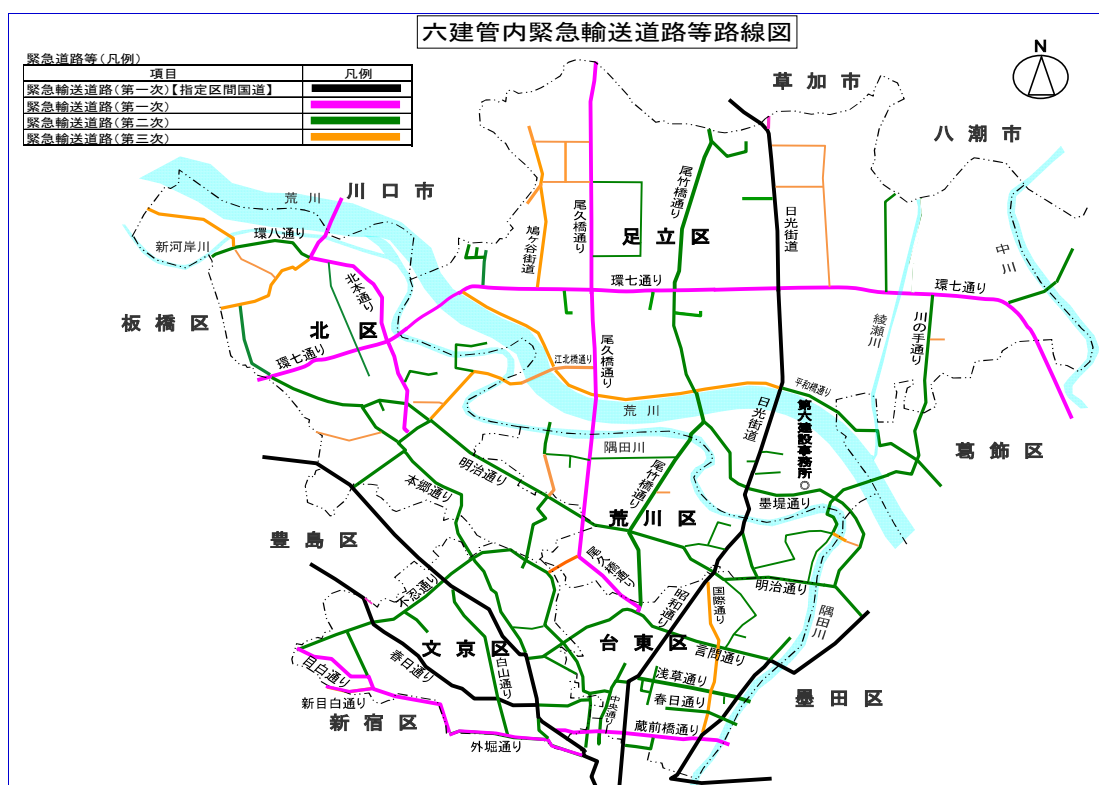 六建管内緊急輸送道路等路線図
緊急道路等(凡例)
項目 凡例
緊急輸送道路(第一次)【指定区間国道】
緊急輸送道路(第一次)
緊急輸送道路(第二次)
緊急輸送道路(第三次)
N
草加市
八潮市
川口市
荒川
環八通り
新河岸川
北本通り
尾竹橋通り
尾久橋通り
鳩ヶ谷街道
足立区
日光街道
中川
環七通り
環七通り
綾瀬川
川の手通り
板橋区
北区
環七通り
尾久橋通り
江北橋通り
平和橋通り
荒川
日光街道
第六建設事務所
葛飾区
隅田川
明治通り
尾竹橋通り
本郷通り
墨堤通り
荒川区
豊島区
尾久橋通り
不忍通り
昭和通り
国際通り
明治通り
隅田川
文京区
台東区
言問通り
春日通り
白山通り
目白通り
浅草通り
春日通り
墨田区
新目白通り
中央通り
新宿区
蔵前橋通り
外堀通り